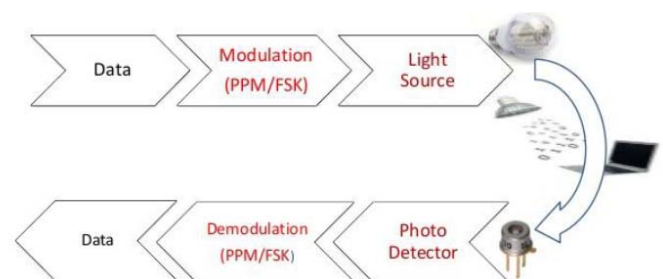 Data
Modulation
(PPM/FSK)
Light
Source
Data
Demodulation
(PPM/FSK)
Photo
Detector